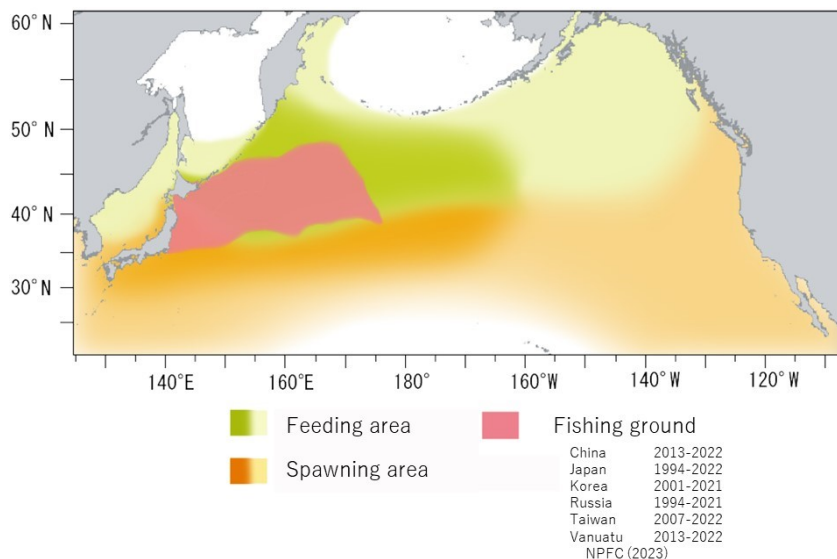 60° N
50° N
40° N
30° N
140°E 160°E 180° 160°W 140°W 120°W
Feeding area
Spawning area
Fishing ground
China 2013-2022
Japan 1994-2022
Korea 2001-2021
Russia 1994-2021
Taiwan 2007-2022
Vanuatu 2013-2022
NPFC (2023)